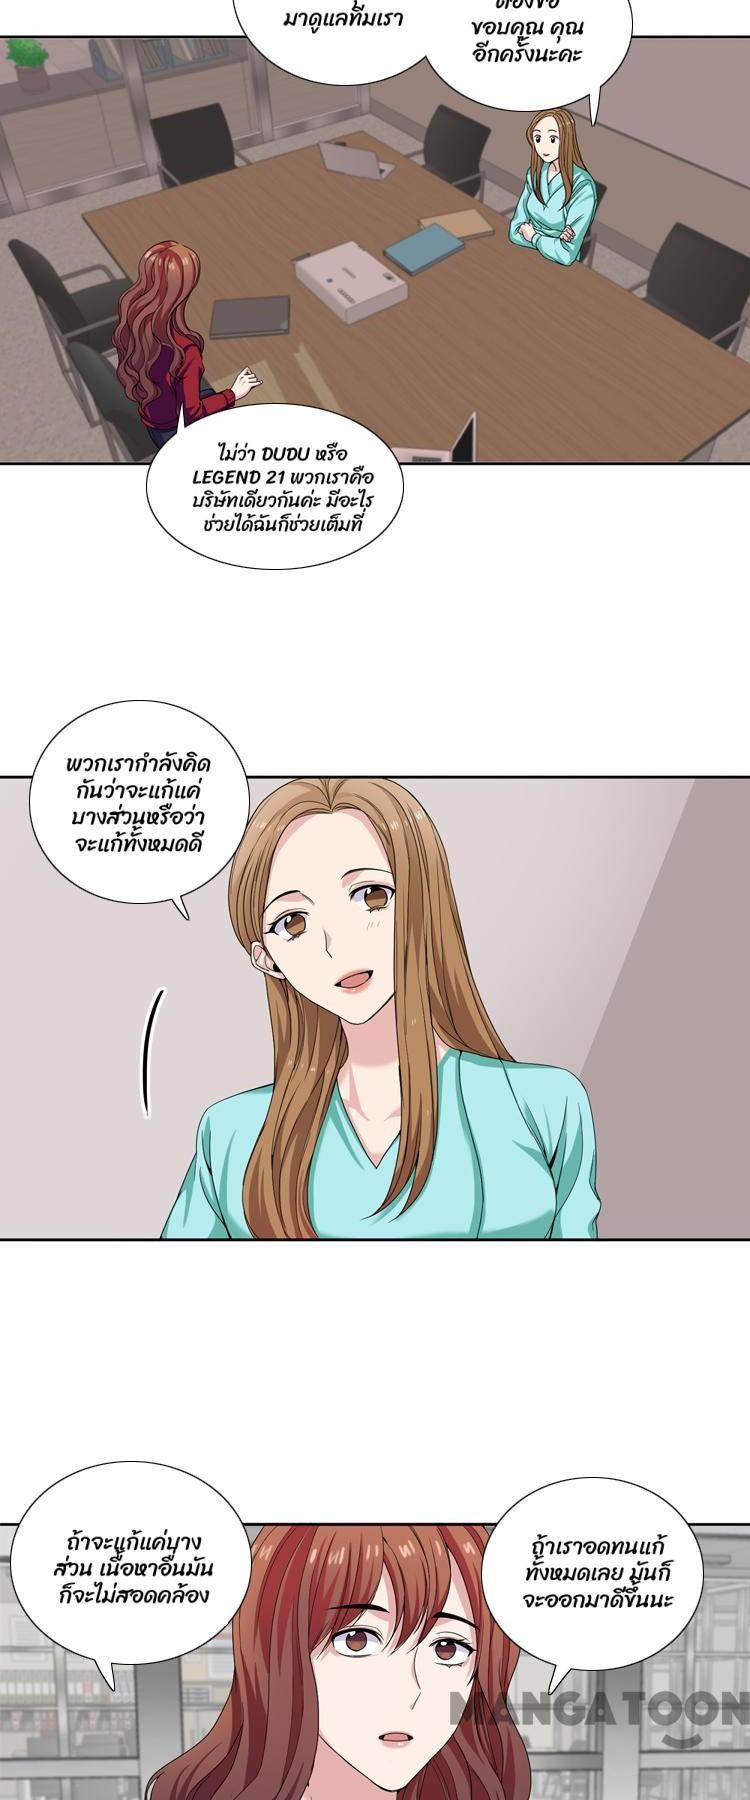 มาดูแลทีมเรา
ต้องขอ
ขอบคุณ คุณ
อีกครั้งนะคะ
ไม่ว่า DUDU หรือ
LEGEND 21 พวกเราคือ
บริษัทเดียวกันค่ะ มีอะไร
ช่วยได้ฉันก็ช่วยเต็มที่
พวกเรากำลังคิด
กันว่าจะแก้แค่
บางส่วนหรือว่า
จะแก้ทั้งหมดดี
ถ้าจะแก้แค่บาง
ส่วน เนื้อหาอื่นมัน
ก็จะไม่สอดคล้อง
ถ้าเราอดทนแก้
ทั้งหมดเลย มันก็
จะออกมาดีขึ้นนะ
MANGATOON